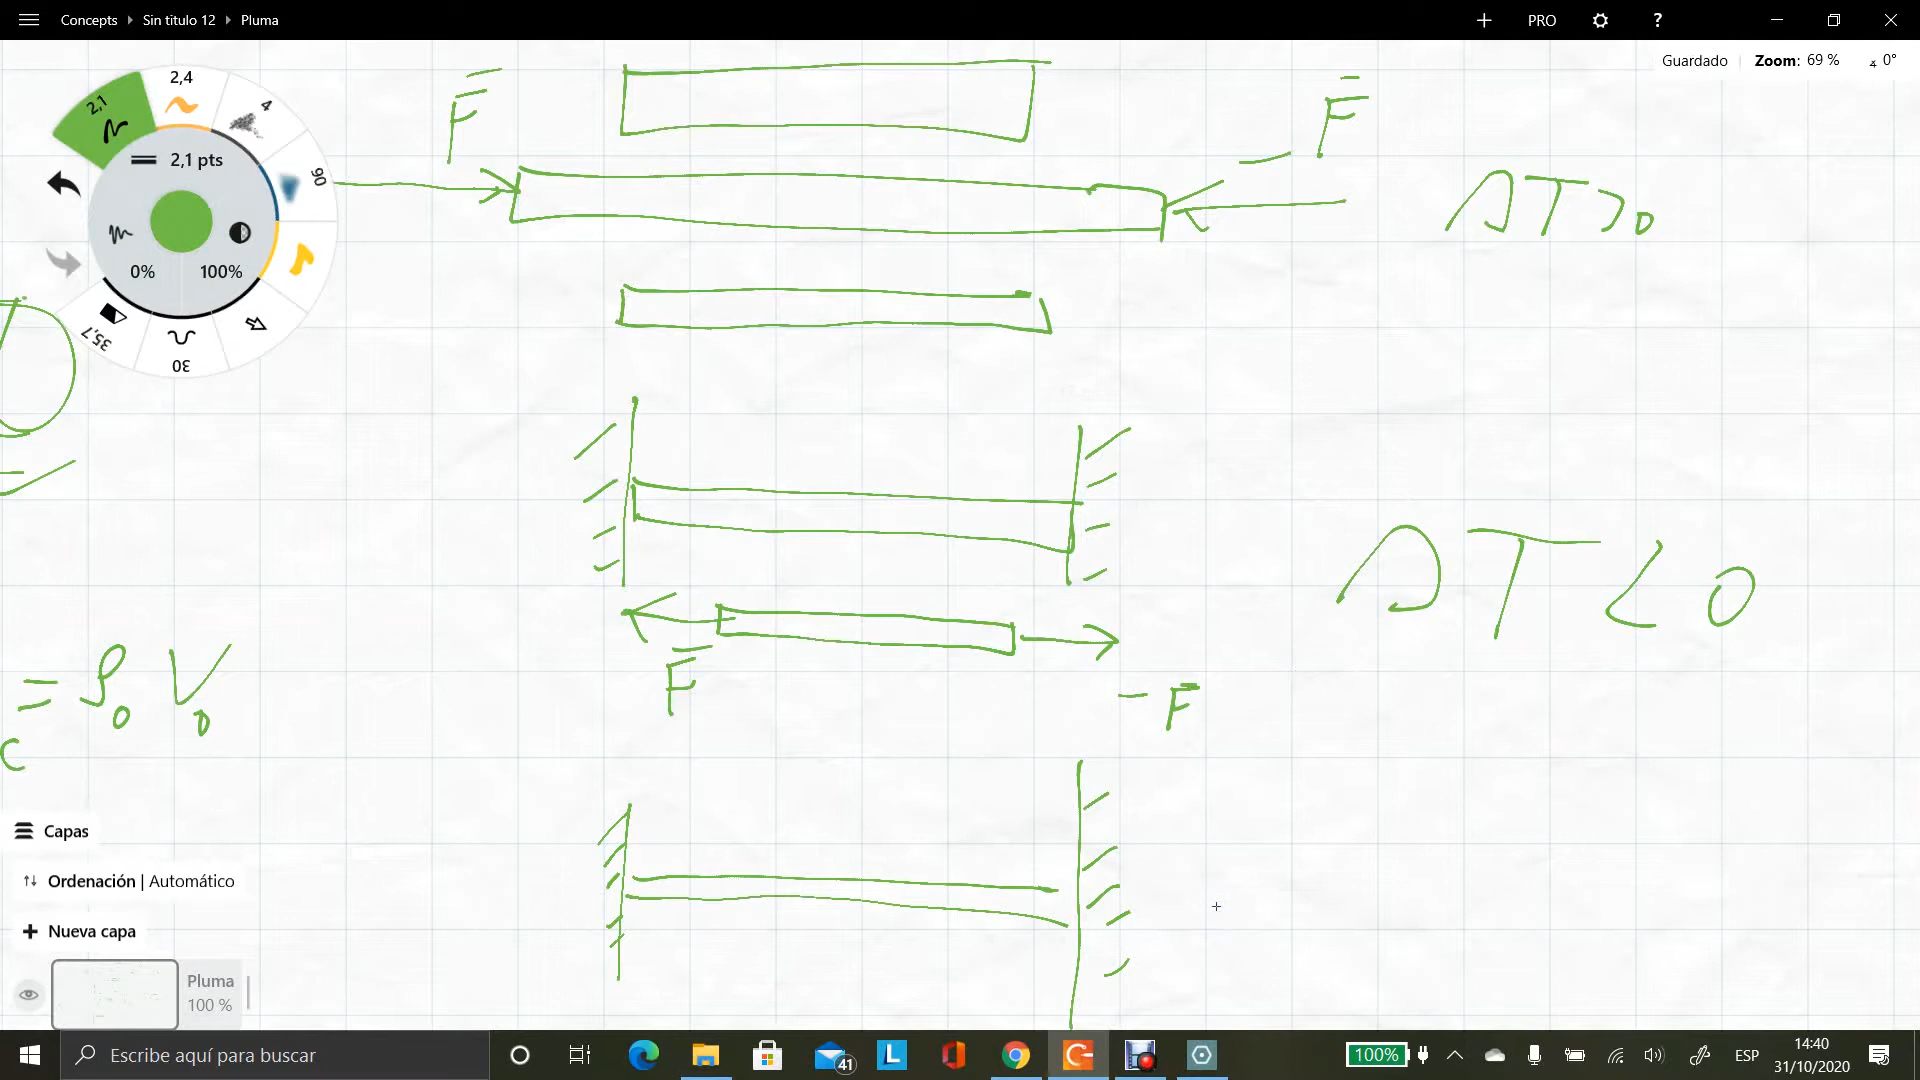 Concepts ▸ Sin título 12 ▸ Pluma
PRO ?
Guardado Zoom: 69 % 0°
2,1
2,4
4
90
2,1 pts
0% 100%
35,7
30
F
- F
ΔT>0
ΔT<0
F
- F
= ρ₀ V₀
C
Capas
Ordenación | Automático
+ Nueva capa
Pluma
100 %
Escribe aquí para buscar
41
L
100%
ESP
14:40
31/10/2020